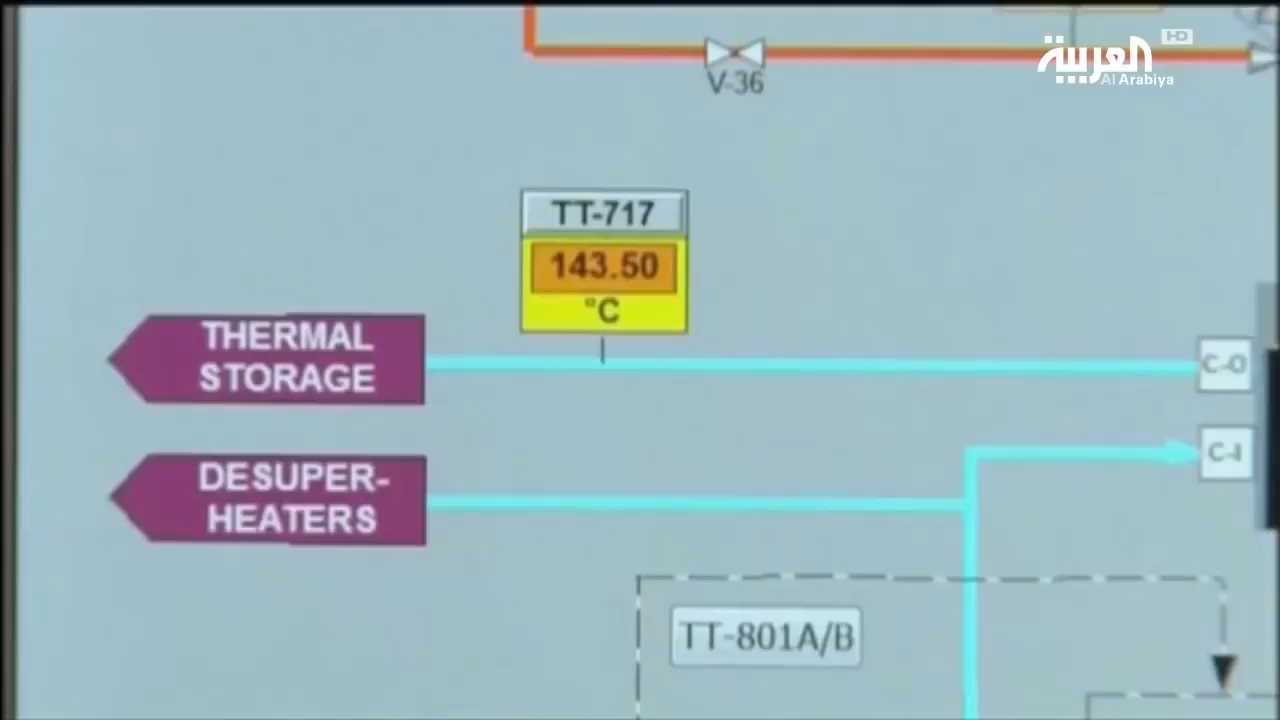 HD
العربية
Al Arabiya
V-36
TT-717
143.50
°C
THERMAL
STORAGE
C-O
DESUPER-
HEATERS
C-I
TT-801A/B